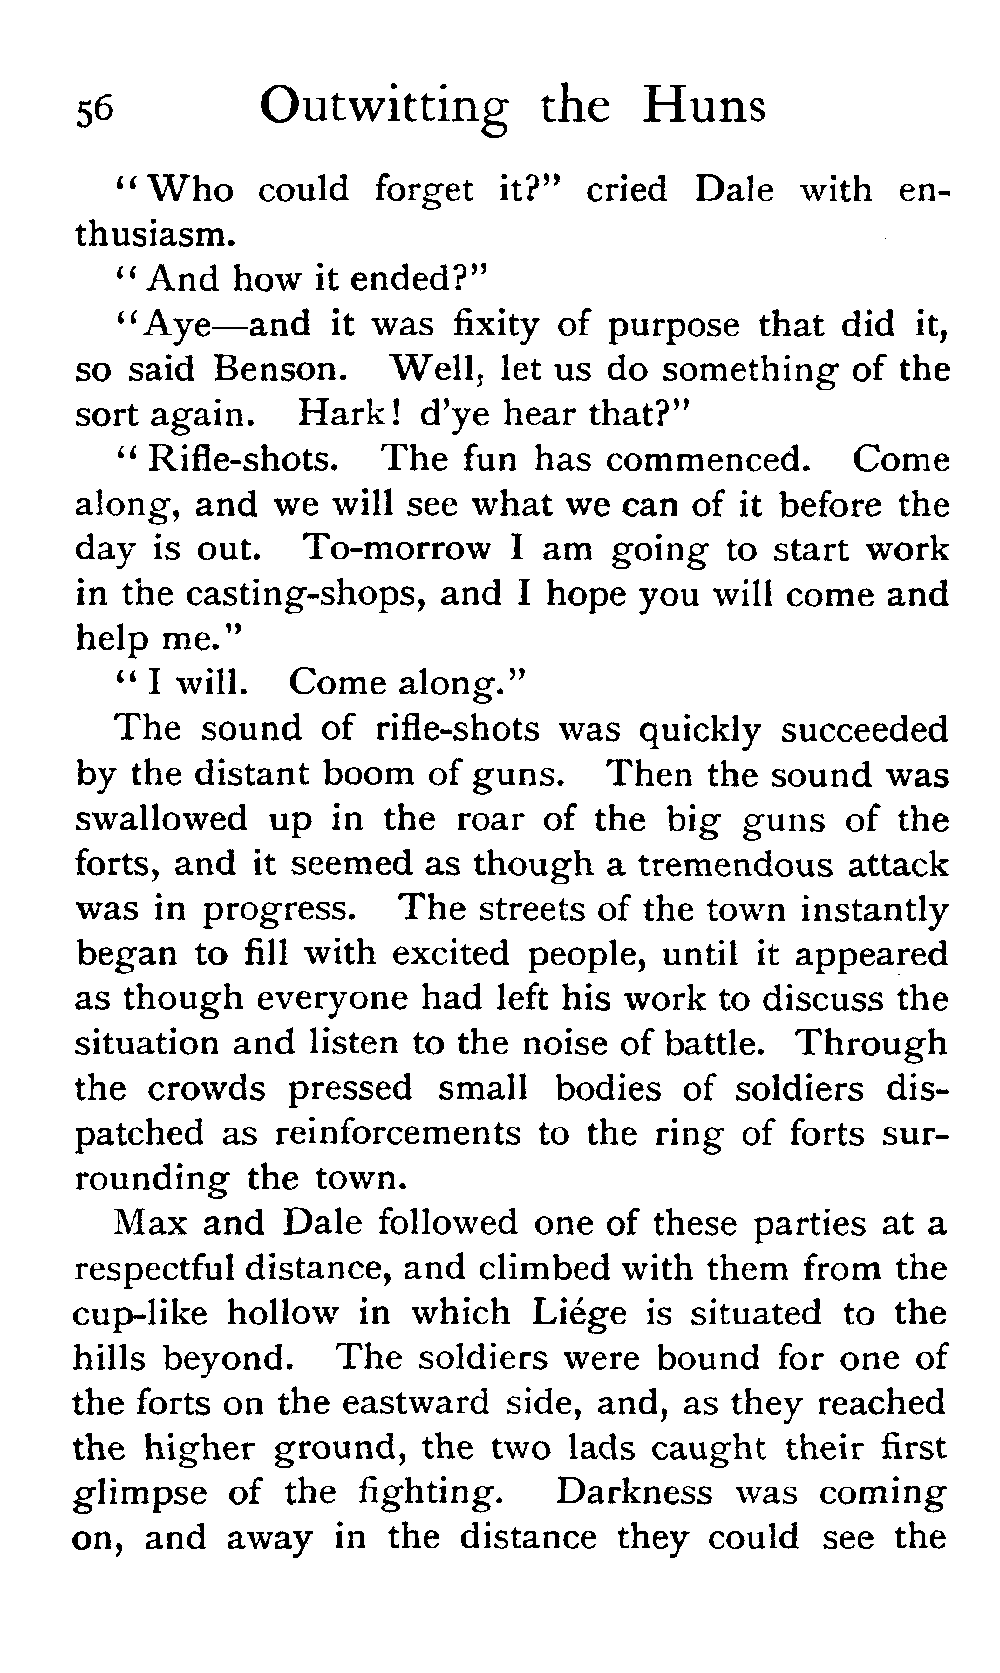 56 Outwitting the Huns
"Who could forget it?" cried Dale with en-
thusiasm.
"And how it ended?"
"Aye—and it was fixity of purpose that did it,
so said Benson. Well, let us do something of the
sort again. Hark! d'ye hear that?"
"Rifle-shots. The fun has commenced. Come
along, and we will see what we can of it before the
day is out. To-morrow I am going to start work
in the casting-shops, and I hope you will come and
help me."
"I will. Come along."
The sound of rifle-shots was quickly succeeded
by the distant boom of guns. Then the sound was
swallowed up in the roar of the big guns of the
forts, and it seemed as though a tremendous attack
was in progress. The streets of the town instantly
began to fill with excited people, until it appeared
as though everyone had left his work to discuss the
situation and listen to the noise of battle. Through
the crowds pressed small bodies of soldiers dis-
patched as reinforcements to the ring of forts sur-
rounding the town.
Max and Dale followed one of these parties at a
respectful distance, and climbed with them from the
cup-like hollow in which Liége is situated to the
hills beyond. The soldiers were bound for one of
the forts on the eastward side, and, as they reached
the higher ground, the two lads caught their first
glimpse of the fighting. Darkness was coming
on, and away in the distance they could see the